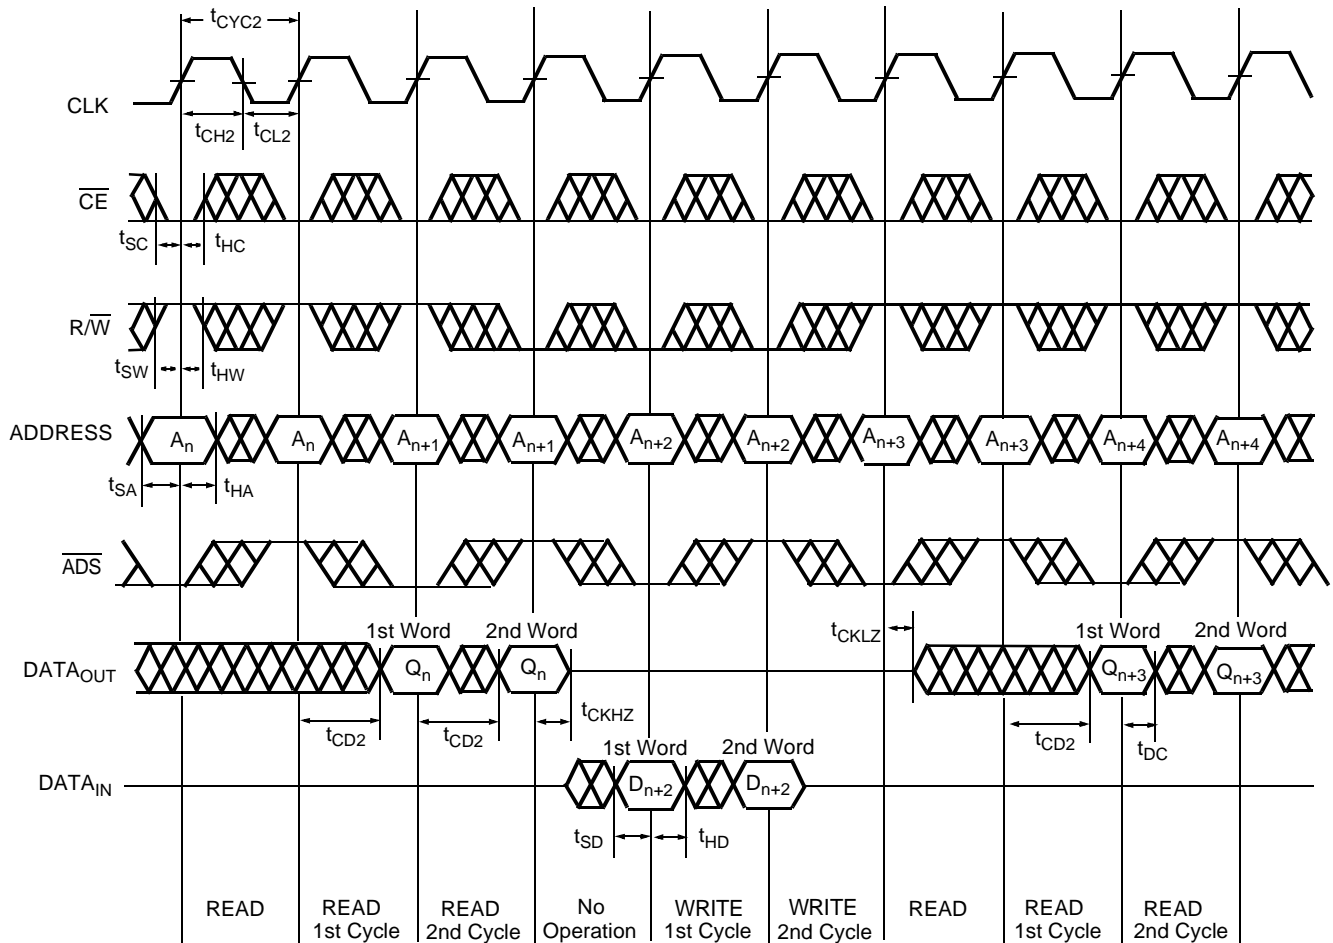 tCYC2
CLK
tCH2 tCL2
CE
tSC tHC
R/W
tSW tHW
ADDRESS An An An+1 An+1 An+2 An+2 An+3 An+3 An+4 An+4
tSA tHA
ADS
1st Word 2nd Word tCKLZ 1st Word 2nd Word
DATAOUT Qn Qn Qn+3 Qn+3
tCD2 tCD2 tCKHZ tCD2 tDC
1st Word 2nd Word
DATAIN Dn+2 Dn+2
tSD tHD
READ READ READ No WRITE WRITE READ READ READ
1st Cycle 2nd Cycle Operation 1st Cycle 2nd Cycle 1st Cycle 2nd Cycle